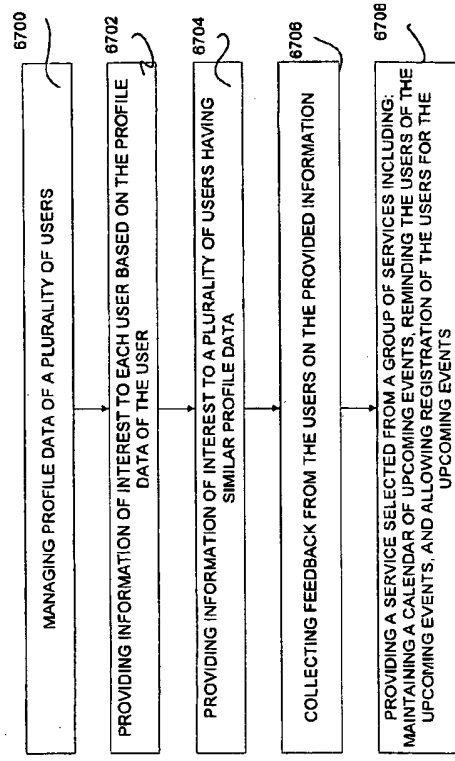 6700
MANAGING PROFILE DATA OF A PLURALITY OF USERS
6702
PROVIDING INFORMATION OF INTEREST TO EACH USER BASED ON THE PROFILE
DATA OF THE USER
6704
PROVIDING INFORMATION OF INTEREST TO A PLURALITY OF USERS HAVING
SIMILAR PROFILE DATA
6706
COLLECTING FEEDBACK FROM THE USERS ON THE PROVIDED INFORMATION
6708
PROVIDING A SERVICE SELECTED FROM A GROUP OF SERVICES INCLUDING:
MAINTAINING A CALENDAR OF UPCOMING EVENTS, REMINDING THE USERS OF THE
UPCOMING EVENTS, AND ALLOWING REGISTRATION OF THE USERS FOR THE
UPCOMING EVENTS